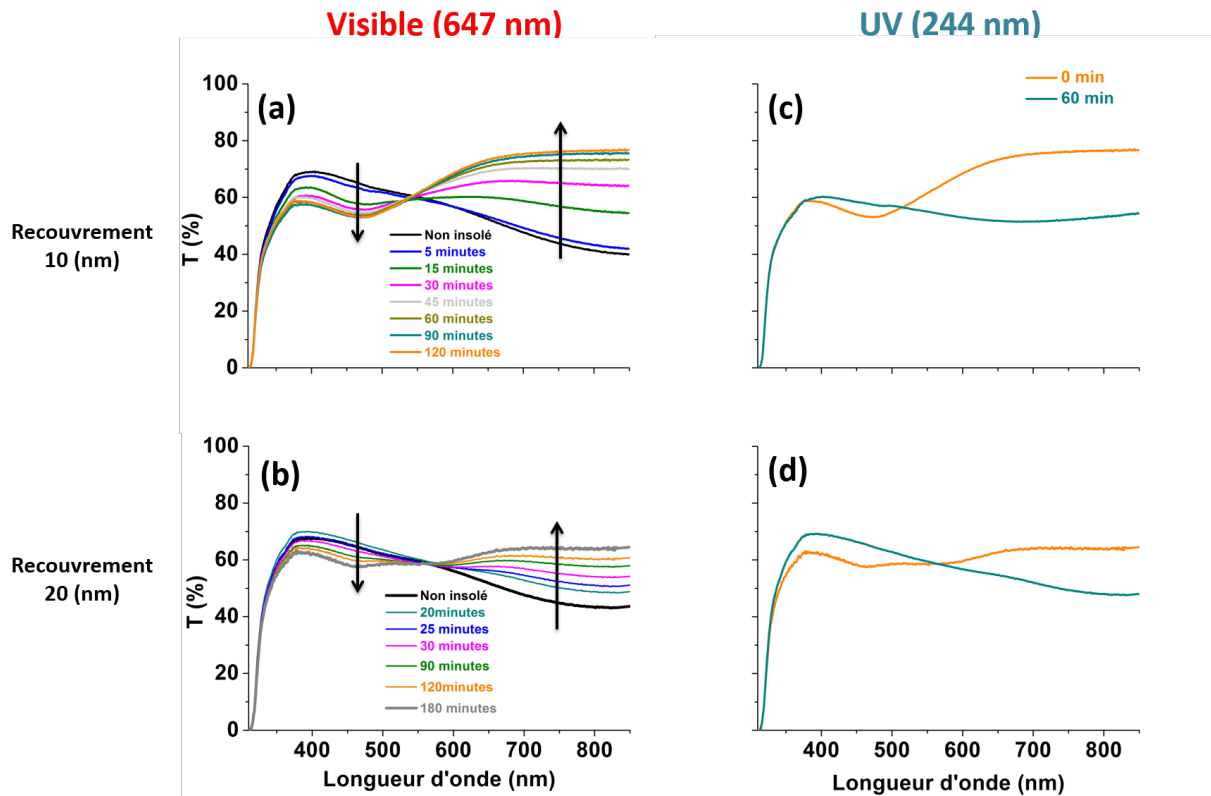 Visible (647 nm)
UV (244 nm)
Recouvrement
10 (nm)
T (%)
100
80
60
40
20
0
(a)
Non insolé
5 minutes
15 minutes
30 minutes
45 minutes
60 minutes
90 minutes
120 minutes
(c)
0 min
60 min
Recouvrement
20 (nm)
T (%)
100
80
60
40
20
0
(b)
Non insolé
20minutes
25 minutes
30 minutes
90 minutes
120minutes
180 minutes
400 500 600 700 800
Longueur d'onde (nm)
(d)
400 500 600 700 800
Longueur d'onde (nm)